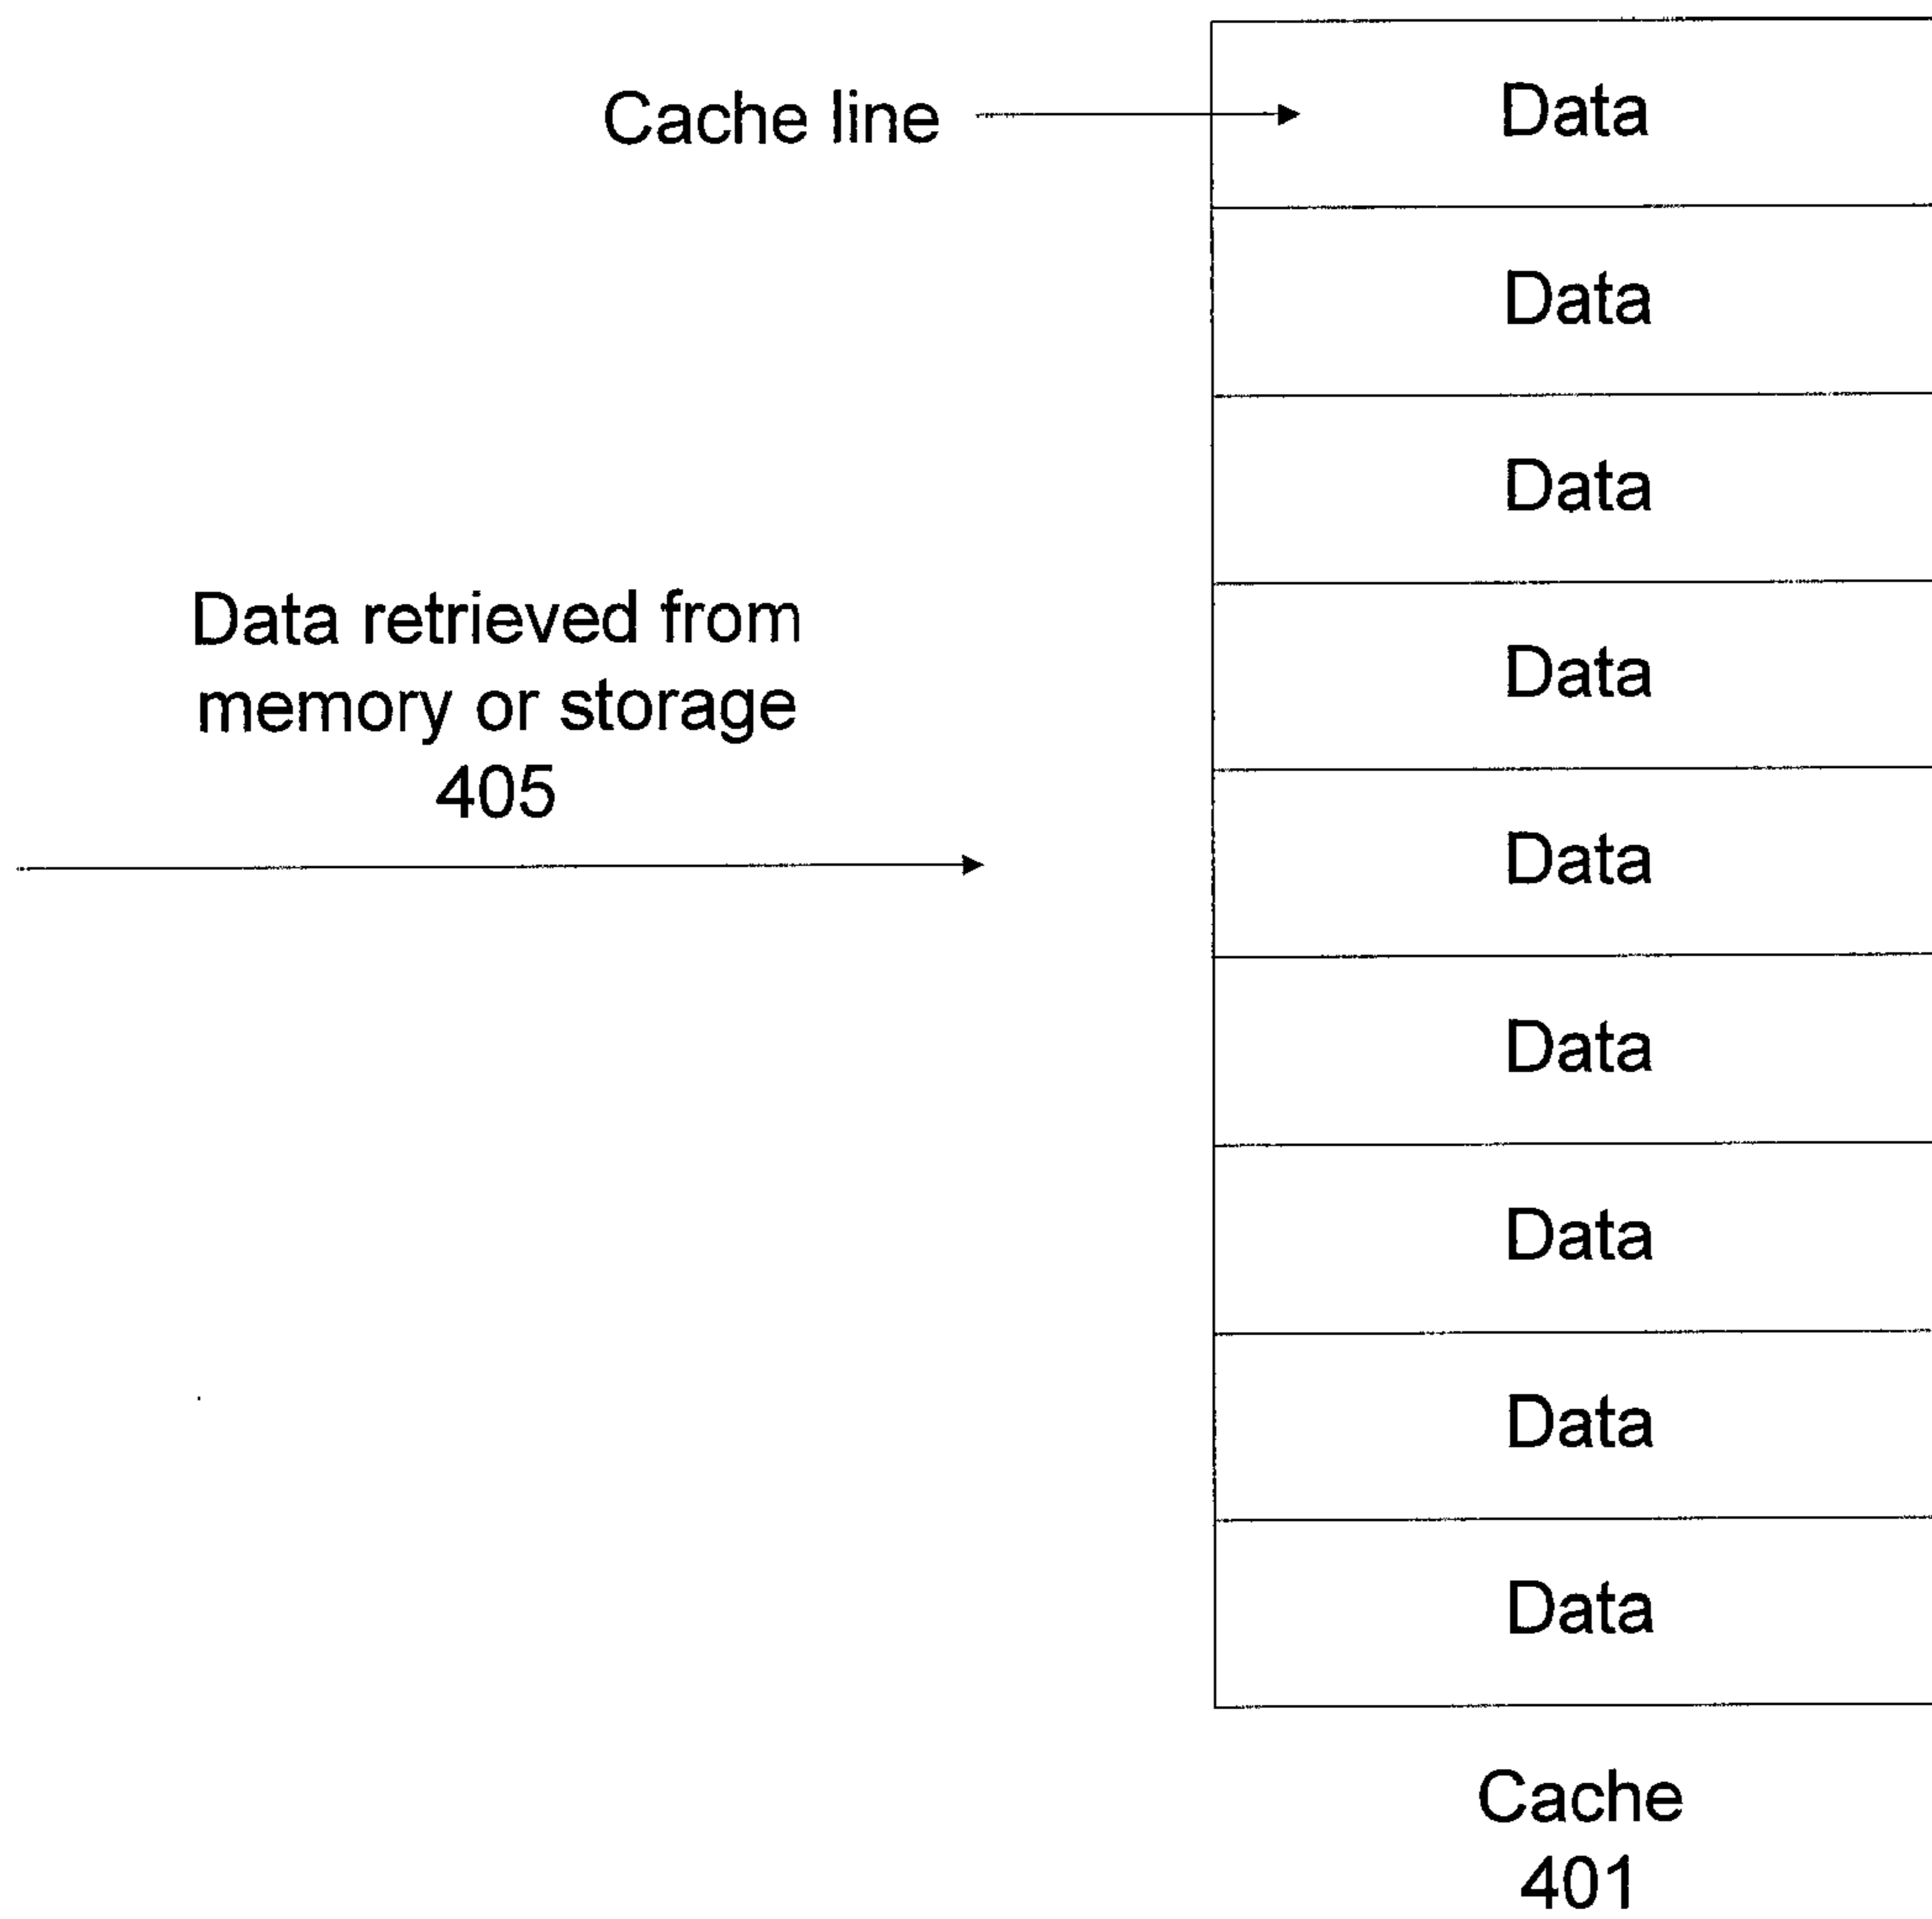 Cache line
Data
Data
Data
Data retrieved from
memory or storage
405
Data
Data
Data
Data
Data
Data
Cache
401